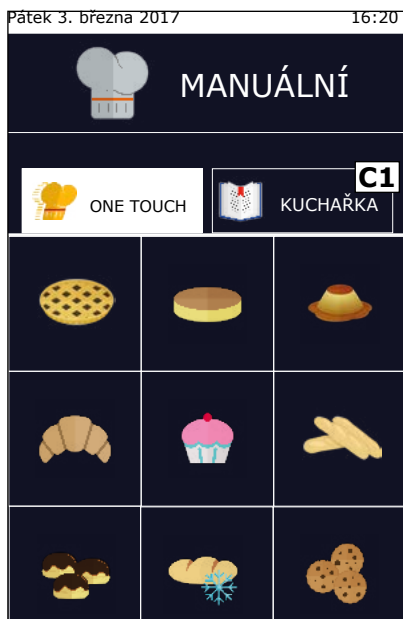 Pátek 3. března 2017 16:20
MANUÁLNÍ
C1
ONE TOUCH KUCHAŘKA